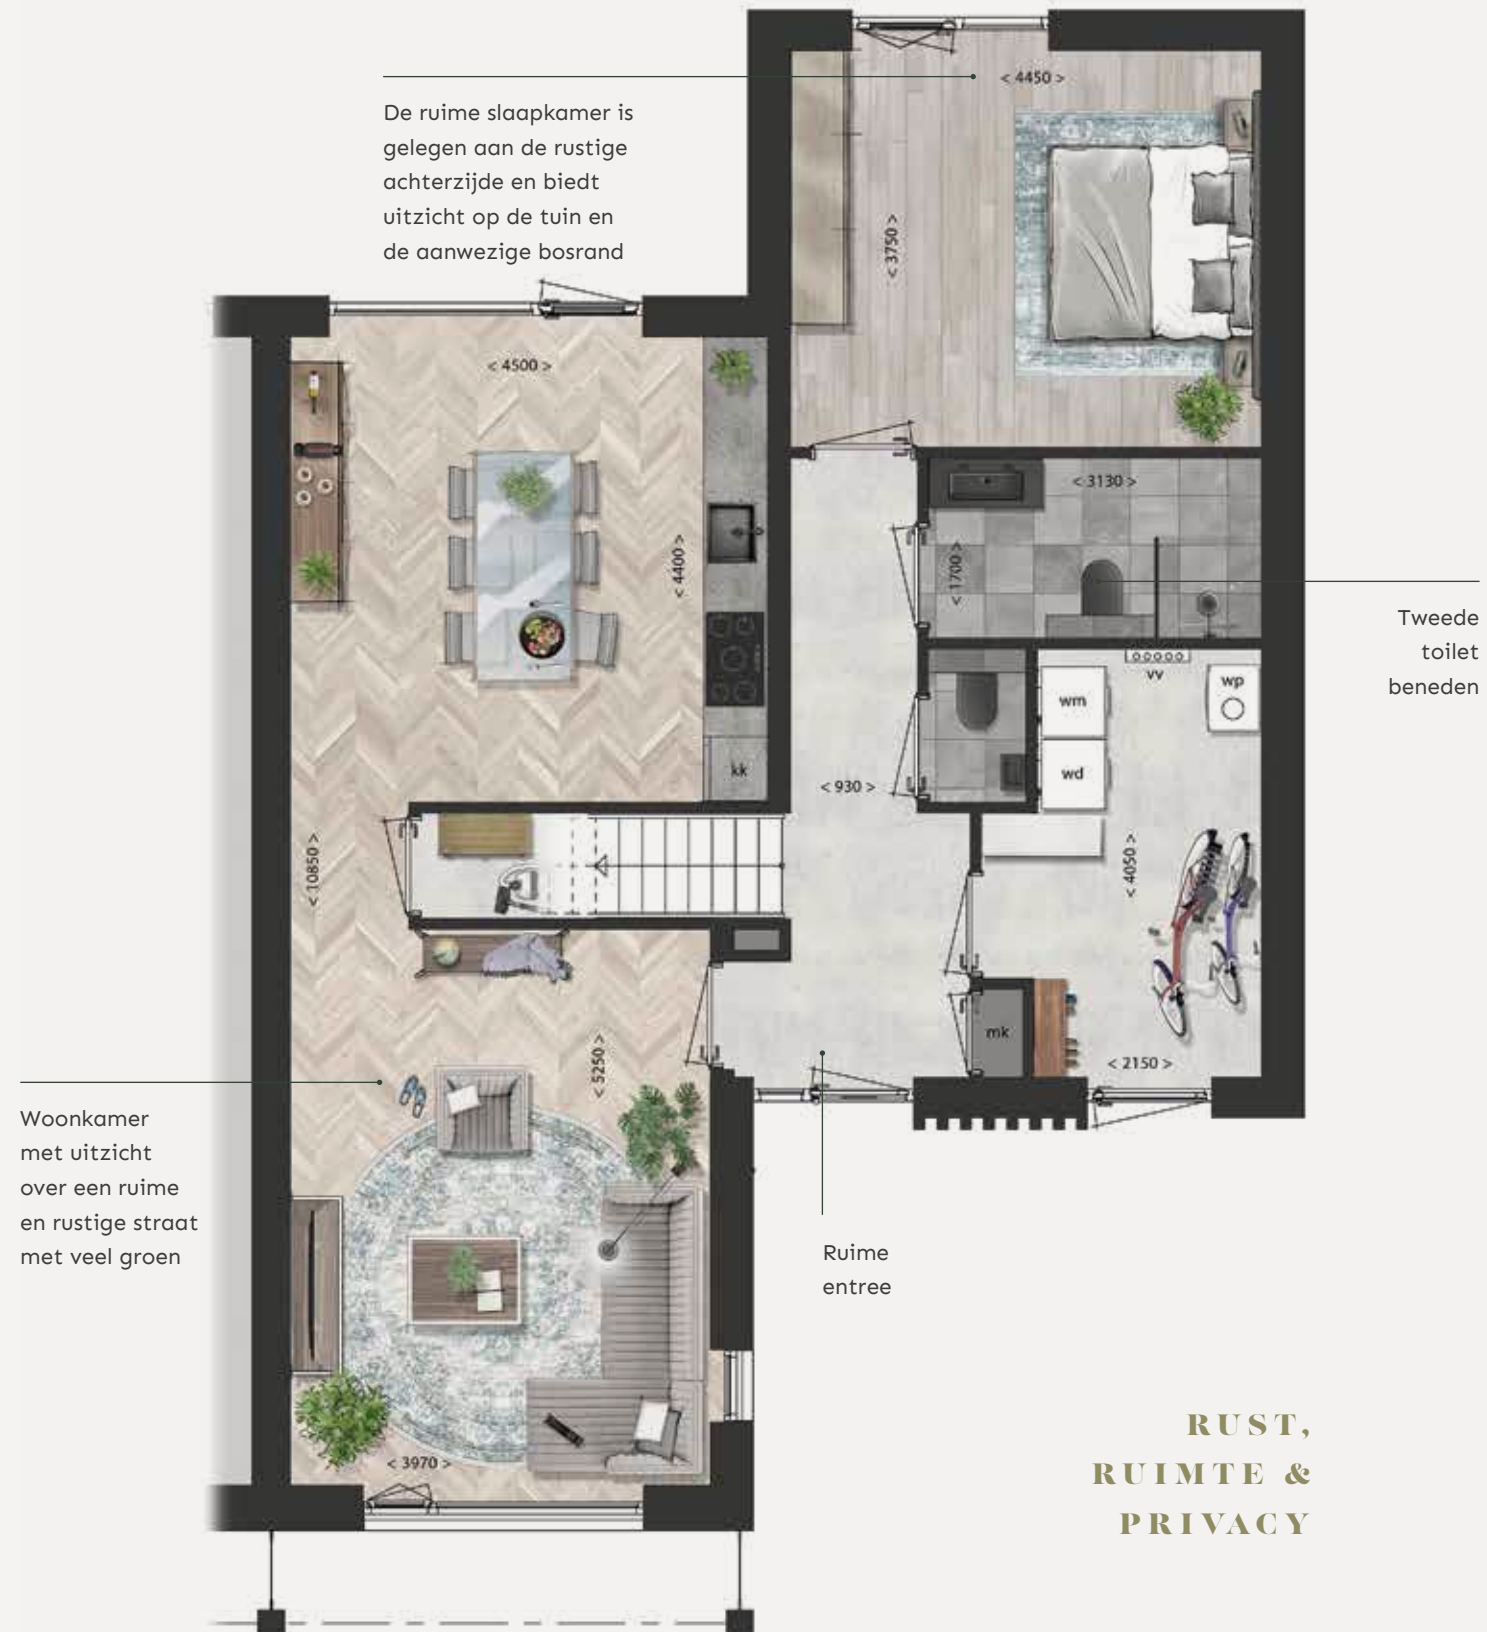 < 4450 >
De ruime slaapkamer is
gelegen aan de rustige
achterzijde en biedt
uitzicht op de tuin en
de aanwezige bosrand
< 3750 >
< 4500 >
< 3130 >
< 4400 >
< 1700 >
Tweede
toilet
beneden
vv
wp
wm
wd
kk
< 930 >
< 10850 >
< 4050 >
mk
< 5250 >
< 2150 >
Woonkamer
met uitzicht
over een ruime
en rustige straat
met veel groen
Ruime
entree
< 3970 >
RUST,
RUIMTE &
PRIVACY